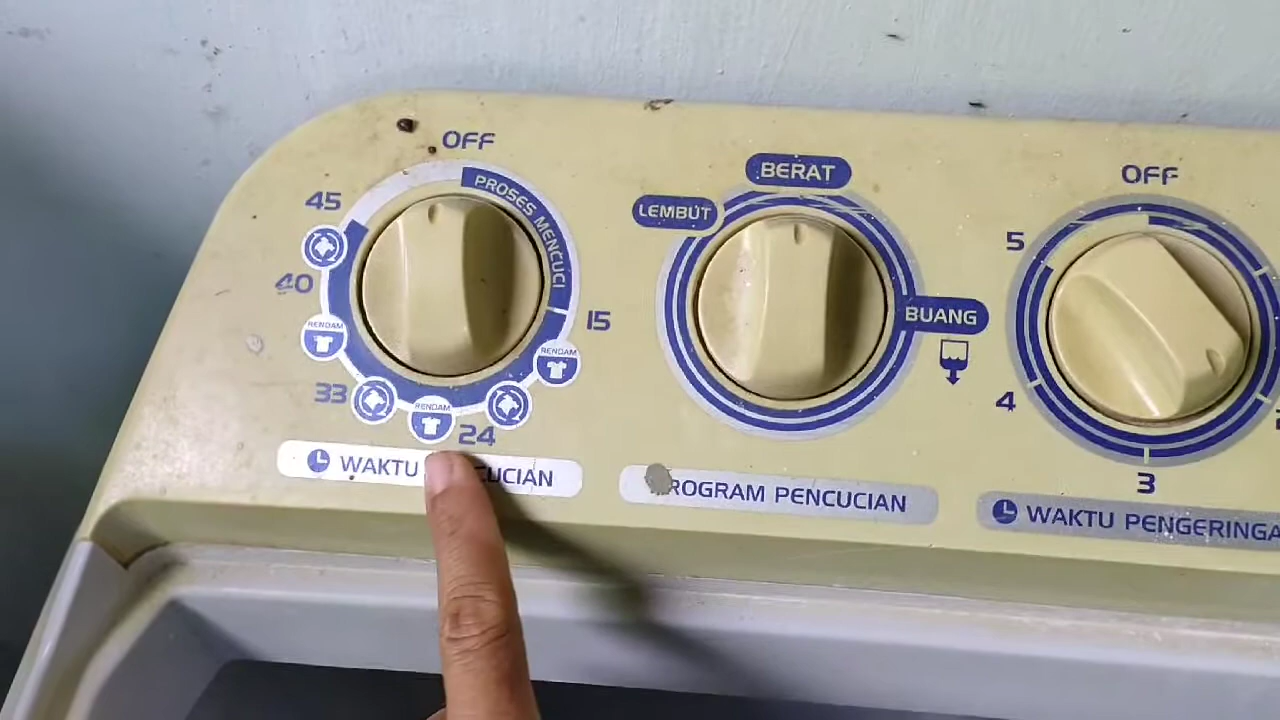 OFF
PROSES MENCUCI
45
40
RENDAM
33
RENDAM
24
RENDAM
15
WAKTU
CUCIAN
BERAT
LEMBUT
BUANG
ROGRAM PENCUCIAN
OFF
5
4
3
WAKTU PENGERINGA